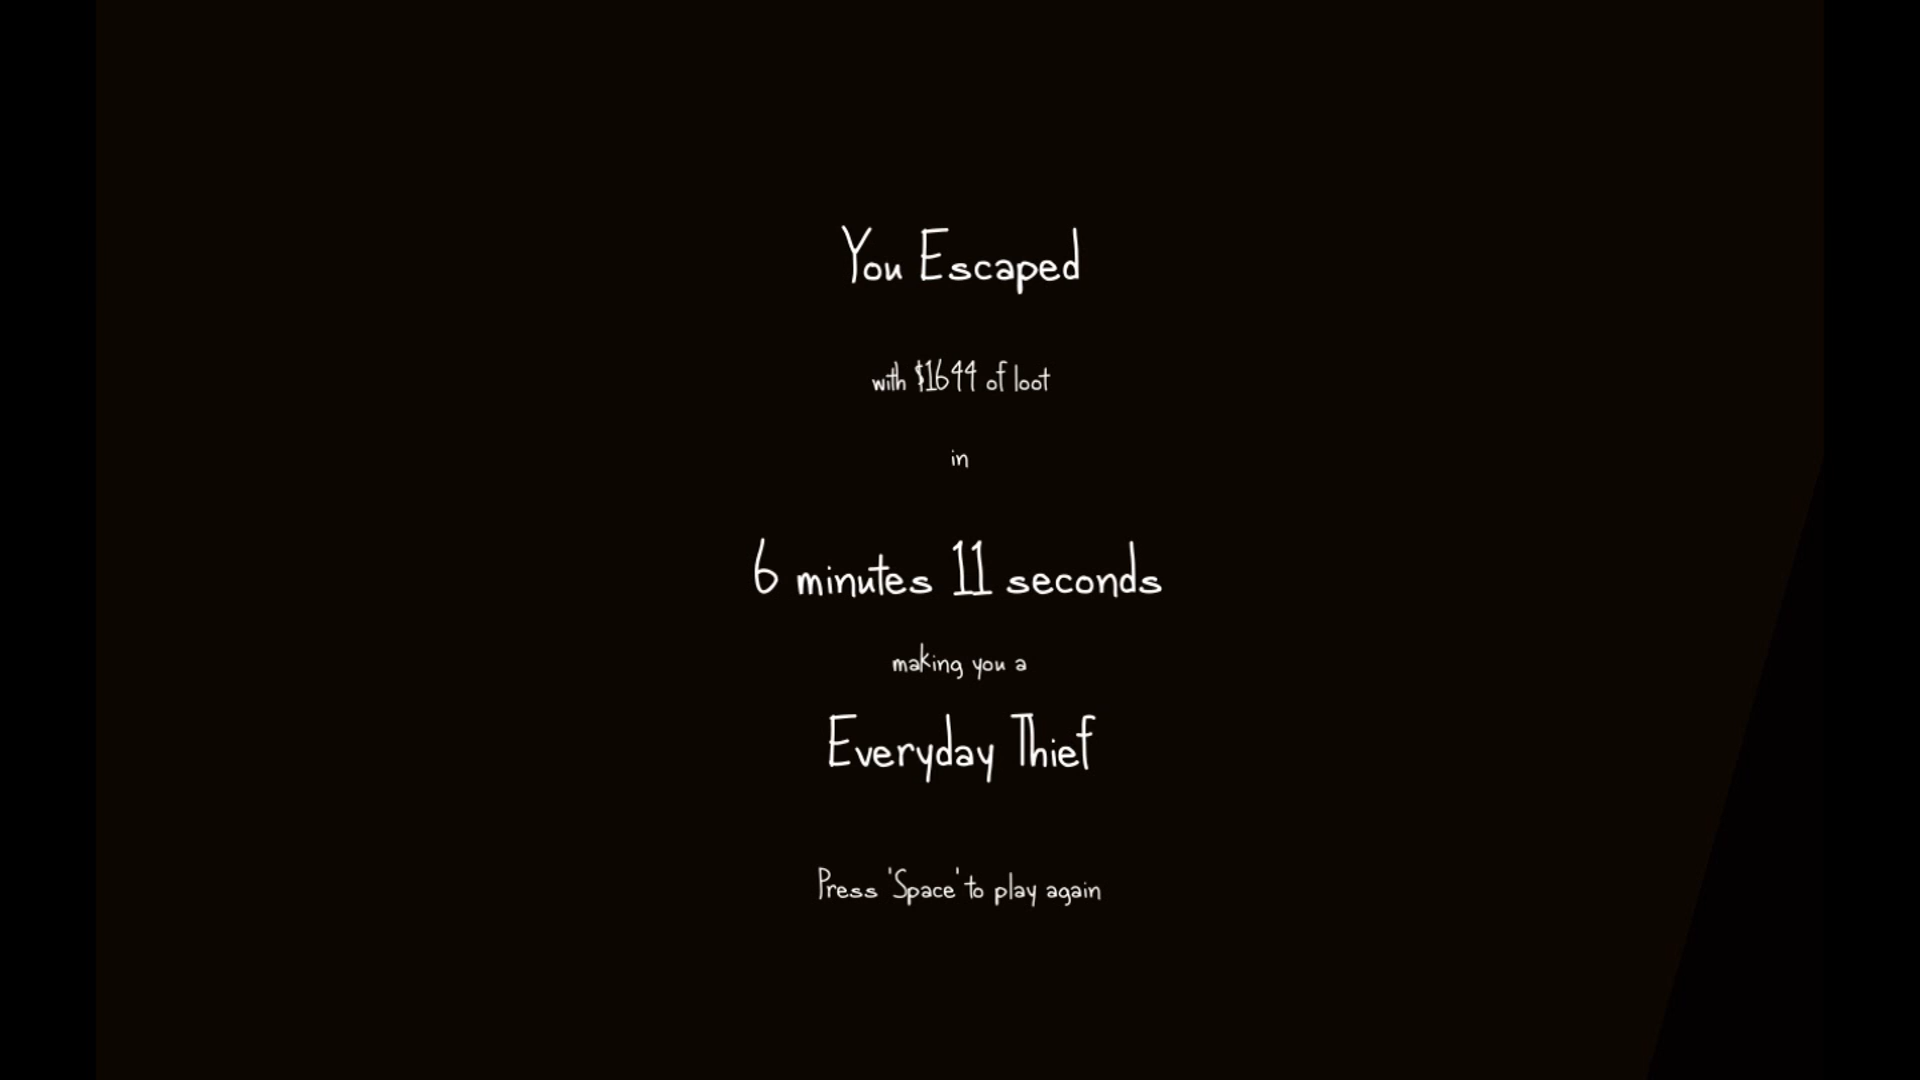 You Escaped
with $1644 of loot
in
6 minutes 11 seconds
making you a
Everyday Thief
Press 'Space' to play again